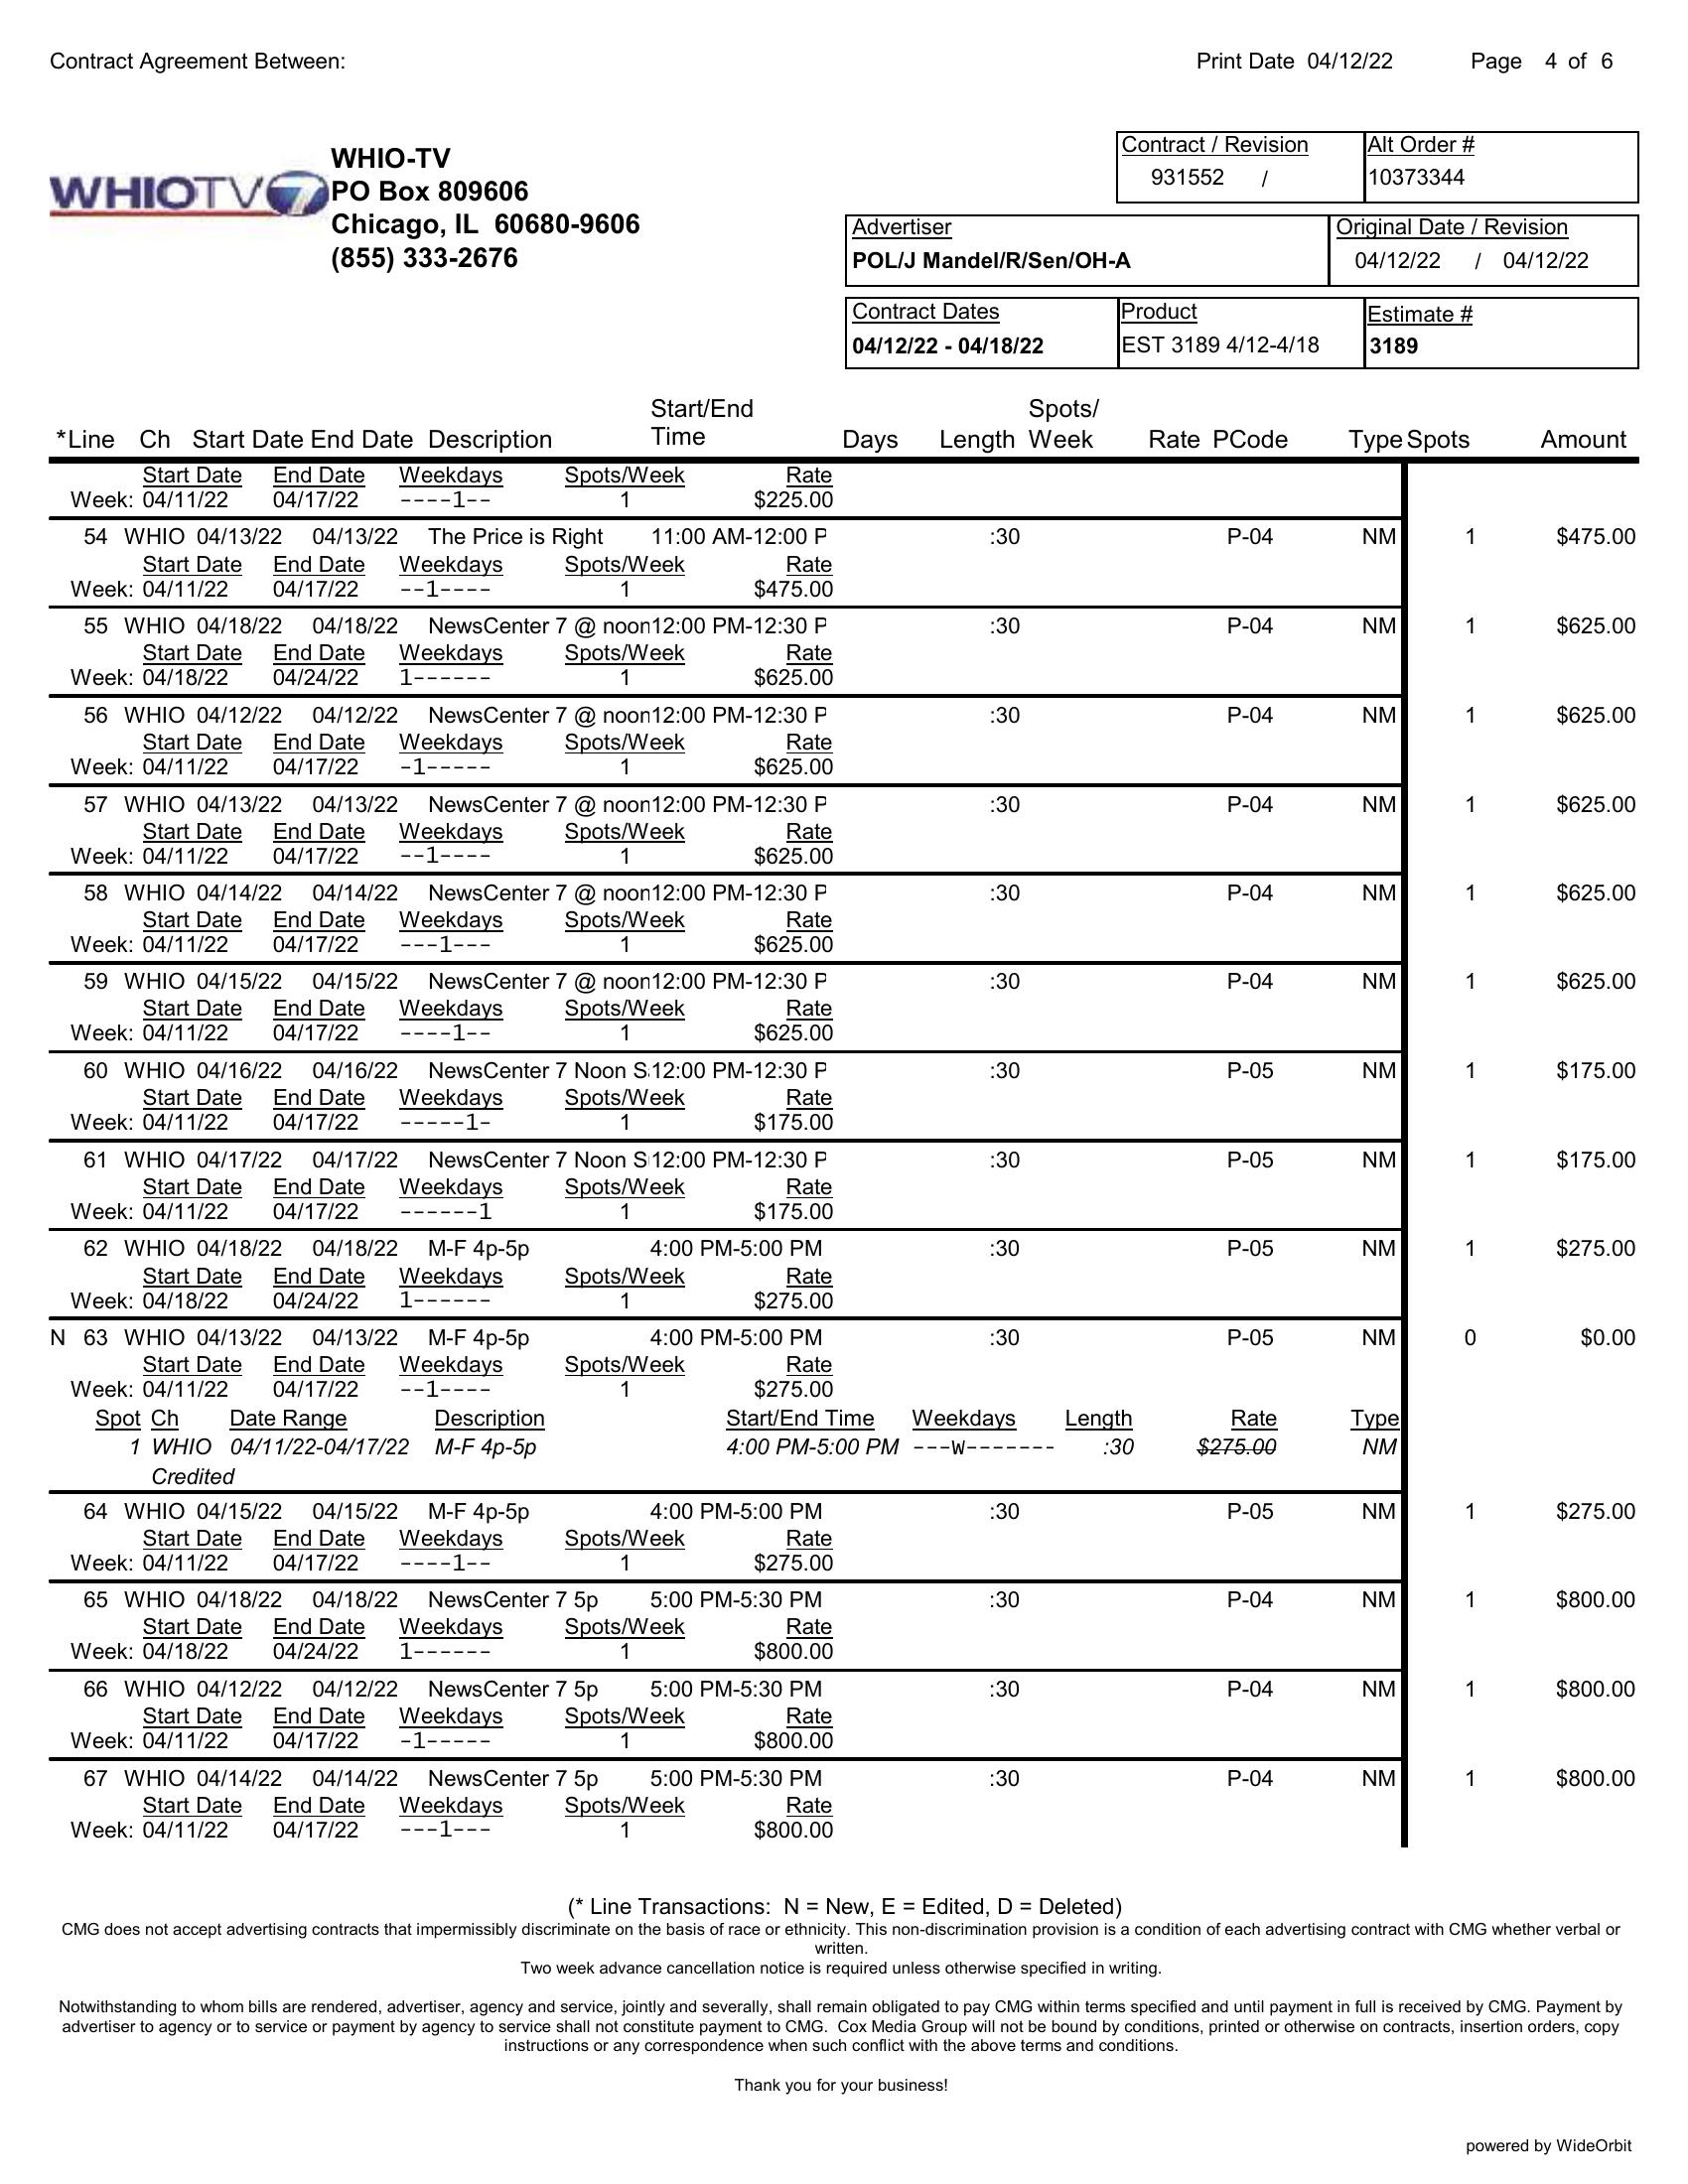 Contract Agreement Between: Print Date 04/12/22 Page 4 of 6
WHIOTV7
WHIO-TV
PO Box 809606
Chicago, IL 60680-9606
(855) 333-2676
Contract / Revision Alt Order #
931552 / 10373344
Advertiser Original Date / Revision
POL/J Mandel/R/Sen/OH-A 04/12/22 / 04/12/22
Contract Dates Product Estimate #
04/12/22 - 04/18/22 EST 3189 4/12-4/18 3189
*Line Ch Start Date End Date Description Start/End Time Days Length Spots/Week Rate PCode Type Spots Amount
Start Date End Date Weekdays Spots/Week Rate
Week: 04/11/22 04/17/22 ----1-- 1 $225.00
54 WHIO 04/13/22 04/13/22 The Price is Right 11:00 AM-12:00 P :30 P-04 NM 1 $475.00
Start Date End Date Weekdays Spots/Week Rate
Week: 04/11/22 04/17/22 --1---- 1 $475.00
55 WHIO 04/18/22 04/18/22 NewsCenter 7 @ noon 12:00 PM-12:30 P :30 P-04 NM 1 $625.00
Start Date End Date Weekdays Spots/Week Rate
Week: 04/18/22 04/24/22 1------ 1 $625.00
56 WHIO 04/12/22 04/12/22 NewsCenter 7 @ noon 12:00 PM-12:30 P :30 P-04 NM 1 $625.00
Start Date End Date Weekdays Spots/Week Rate
Week: 04/11/22 04/17/22 -1----- 1 $625.00
57 WHIO 04/13/22 04/13/22 NewsCenter 7 @ noon 12:00 PM-12:30 P :30 P-04 NM 1 $625.00
Start Date End Date Weekdays Spots/Week Rate
Week: 04/11/22 04/17/22 --1---- 1 $625.00
58 WHIO 04/14/22 04/14/22 NewsCenter 7 @ noon 12:00 PM-12:30 P :30 P-04 NM 1 $625.00
Start Date End Date Weekdays Spots/Week Rate
Week: 04/11/22 04/17/22 ---1--- 1 $625.00
59 WHIO 04/15/22 04/15/22 NewsCenter 7 @ noon 12:00 PM-12:30 P :30 P-04 NM 1 $625.00
Start Date End Date Weekdays Spots/Week Rate
Week: 04/11/22 04/17/22 ----1-- 1 $625.00
60 WHIO 04/16/22 04/16/22 NewsCenter 7 Noon S 12:00 PM-12:30 P :30 P-05 NM 1 $175.00
Start Date End Date Weekdays Spots/Week Rate
Week: 04/11/22 04/17/22 -----1- 1 $175.00
61 WHIO 04/17/22 04/17/22 NewsCenter 7 Noon S 12:00 PM-12:30 P :30 P-05 NM 1 $175.00
Start Date End Date Weekdays Spots/Week Rate
Week: 04/11/22 04/17/22 ------1 1 $175.00
62 WHIO 04/18/22 04/18/22 M-F 4p-5p 4:00 PM-5:00 PM :30 P-05 NM 1 $275.00
Start Date End Date Weekdays Spots/Week Rate
Week: 04/18/22 04/24/22 1------ 1 $275.00
N 63 WHIO 04/13/22 04/13/22 M-F 4p-5p 4:00 PM-5:00 PM :30 P-05 NM 0 $0.00
Start Date End Date Weekdays Spots/Week Rate
Week: 04/11/22 04/17/22 --1---- 1 $275.00
Spot Ch Date Range Description Start/End Time Weekdays Length Rate Type
1 WHIO 04/11/22-04/17/22 M-F 4p-5p 4:00 PM-5:00 PM ---W------- :30 $275.00 NM
Credited
64 WHIO 04/15/22 04/15/22 M-F 4p-5p 4:00 PM-5:00 PM :30 P-05 NM 1 $275.00
Start Date End Date Weekdays Spots/Week Rate
Week: 04/11/22 04/17/22 ----1-- 1 $275.00
65 WHIO 04/18/22 04/18/22 NewsCenter 7 5p 5:00 PM-5:30 PM :30 P-04 NM 1 $800.00
Start Date End Date Weekdays Spots/Week Rate
Week: 04/18/22 04/24/22 1------ 1 $800.00
66 WHIO 04/12/22 04/12/22 NewsCenter 7 5p 5:00 PM-5:30 PM :30 P-04 NM 1 $800.00
Start Date End Date Weekdays Spots/Week Rate
Week: 04/11/22 04/17/22 -1----- 1 $800.00
67 WHIO 04/14/22 04/14/22 NewsCenter 7 5p 5:00 PM-5:30 PM :30 P-04 NM 1 $800.00
Start Date End Date Weekdays Spots/Week Rate
Week: 04/11/22 04/17/22 ---1--- 1 $800.00
(* Line Transactions: N = New, E = Edited, D = Deleted)
CMG does not accept advertising contracts that impermissibly discriminate on the basis of race or ethnicity. This non-discrimination provision is a condition of each advertising contract with CMG whether verbal or
written.
Two week advance cancellation notice is required unless otherwise specified in writing.
Notwithstanding to whom bills are rendered, advertiser, agency and service, jointly and severally, shall remain obligated to pay CMG within terms specified and until payment in full is received by CMG. Payment by
advertiser to agency or to service or payment by agency to service shall not constitute payment to CMG. Cox Media Group will not be bound by conditions, printed or otherwise on contracts, insertion orders, copy
instructions or any correspondence when such conflict with the above terms and conditions.
Thank you for your business!
powered by WideOrbit